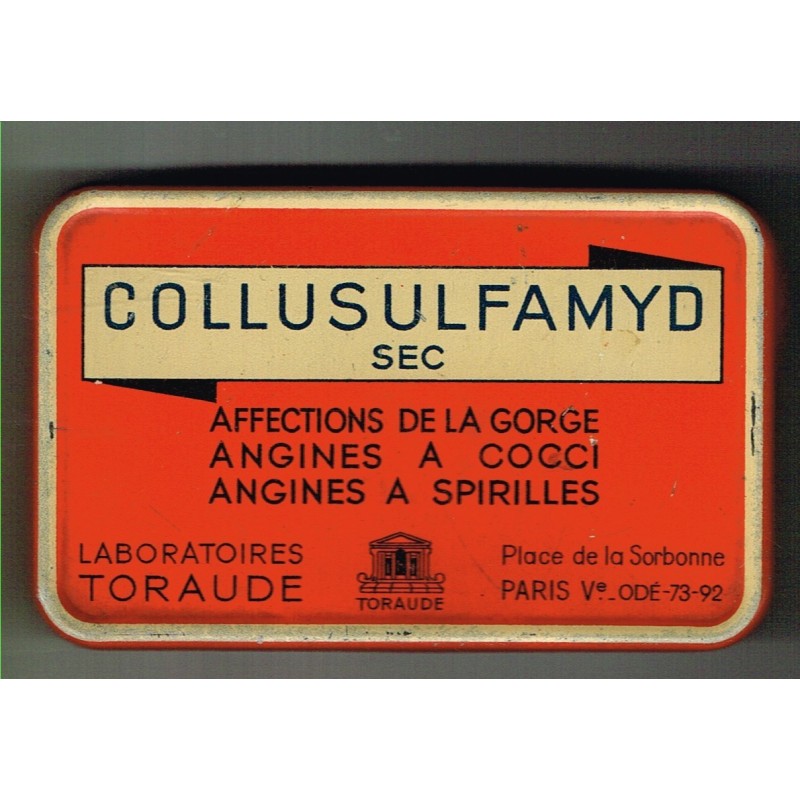 COLLUSULFAMYD
SEC
AFFECTIONS DE LA GORGE
ANGINES A COCCI
ANGINES A SPIRILLES
LABORATOIRES
TORAUDE
TORAUDE
Place de la Sorbonne
PARIS Ve_ODÉ-73-92